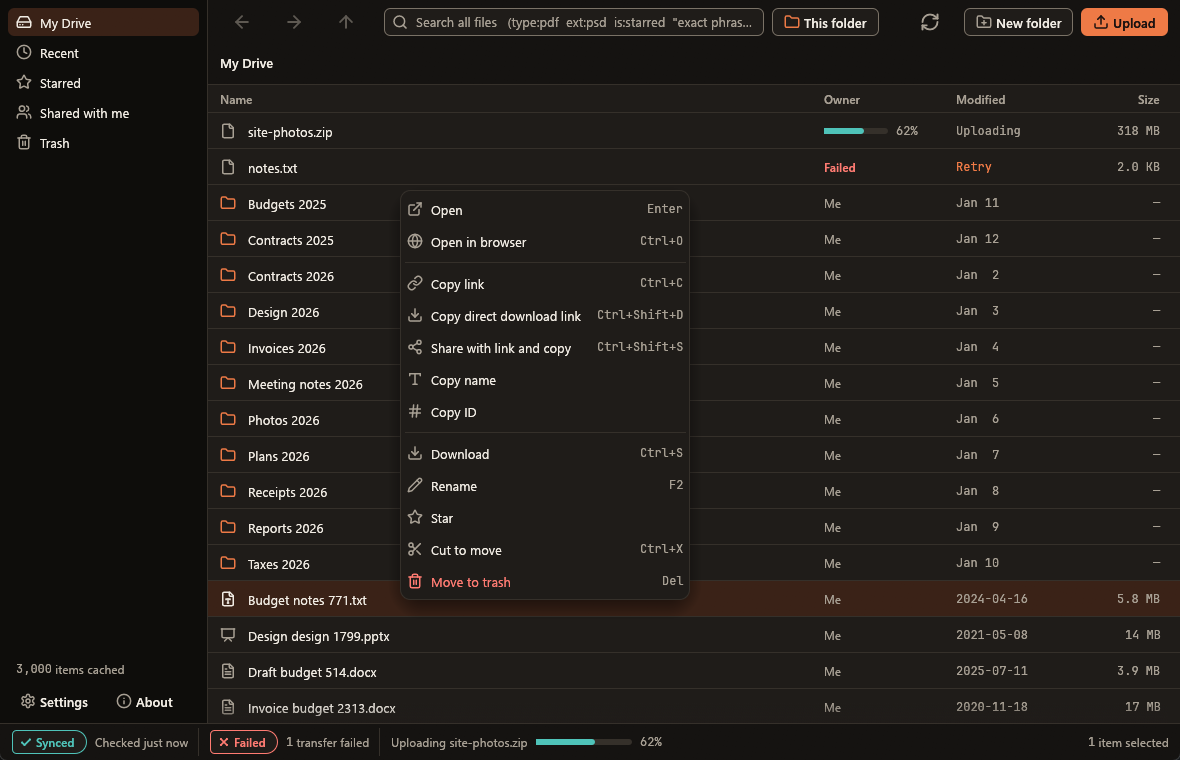 My Drive
Recent
Starred
Shared with me
Trash
3,000 items cached
Settings About
Search all files (type:pdf ext:psd is:starred "exact phras...
This folder
New folder
Upload
My Drive
Name Owner Modified Size
site-photos.zip 62% Uploading 318 MB
notes.txt Failed Retry 2.0 KB
Budgets 2025 Me Jan 11 —
Contracts 2025 Me Jan 12 —
Contracts 2026 Me Jan 2 —
Design 2026 Me Jan 3 —
Invoices 2026 Me Jan 4 —
Meeting notes 2026 Me Jan 5 —
Photos 2026 Me Jan 6 —
Plans 2026 Me Jan 7 —
Receipts 2026 Me Jan 8 —
Reports 2026 Me Jan 9 —
Taxes 2026 Me Jan 10 —
Budget notes 771.txt Me 2024-04-16 5.8 MB
Design design 1799.pptx Me 2021-05-08 14 MB
Draft budget 514.docx Me 2025-07-11 3.9 MB
Invoice budget 2313.docx Me 2020-11-18 17 MB
Open Enter
Open in browser Ctrl+O
Copy link Ctrl+C
Copy direct download link Ctrl+Shift+D
Share with link and copy Ctrl+Shift+S
Copy name
Copy ID
Download Ctrl+S
Rename F2
Star
Cut to move Ctrl+X
Move to trash Del
Synced Checked just now Failed 1 transfer failed Uploading site-photos.zip 62% 1 item selected